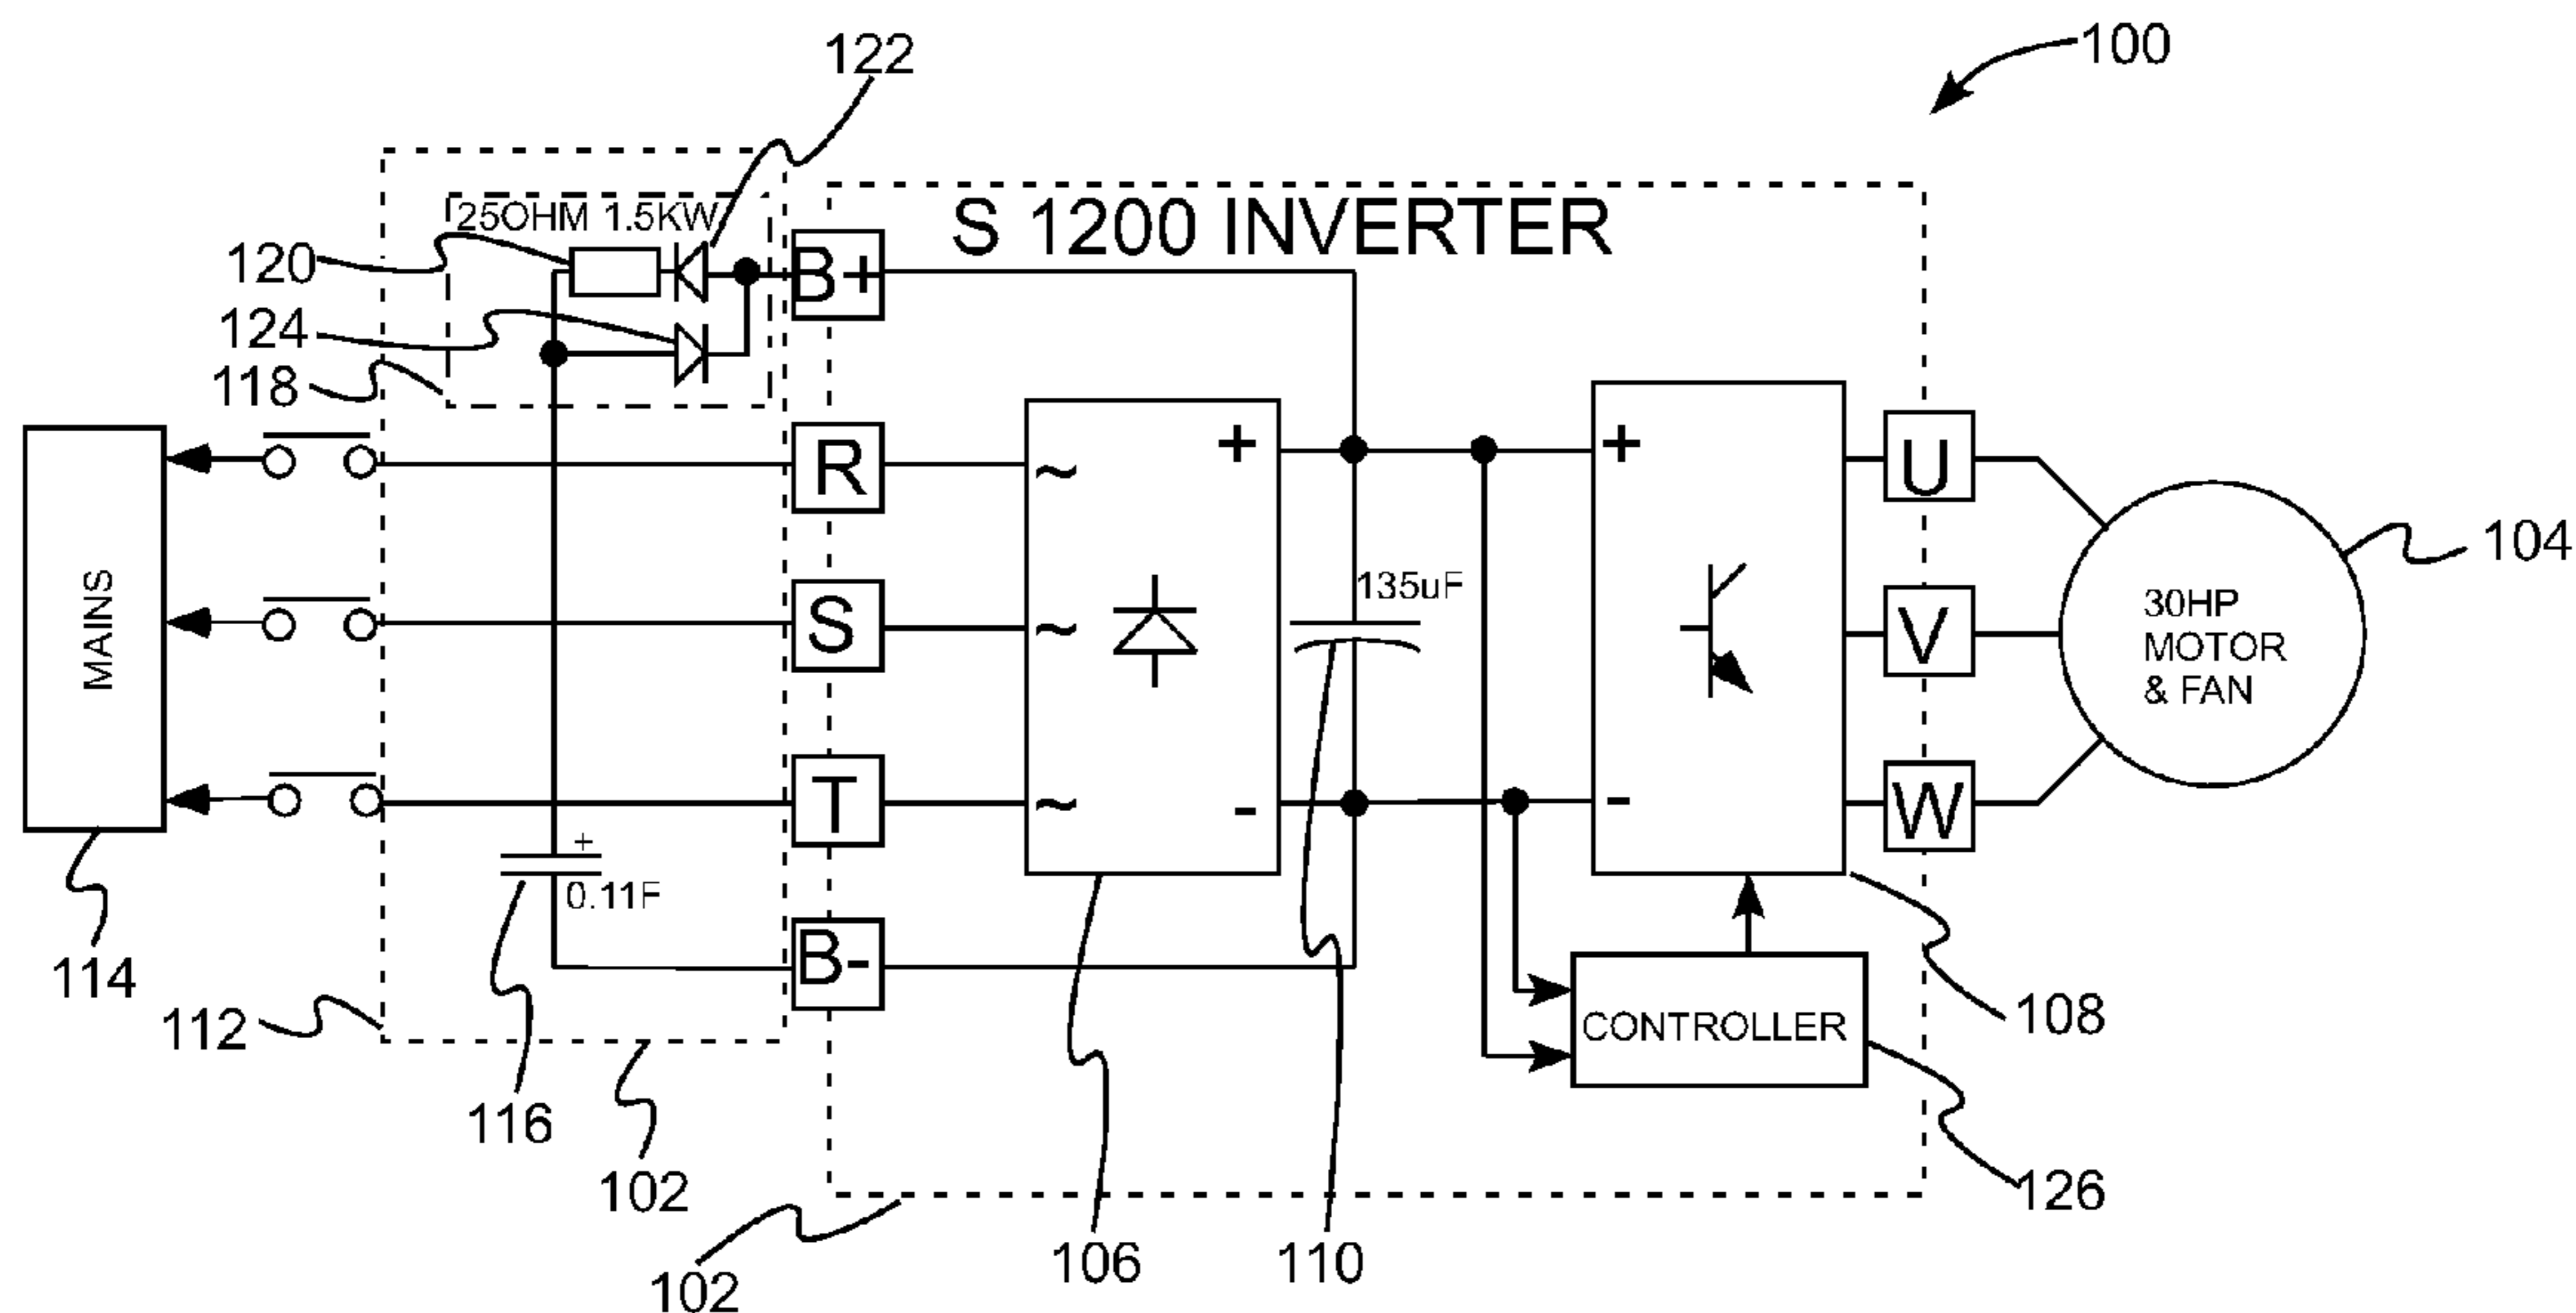 100
122
S 1200 INVERTER
25OHM 1.5KW
120
B+
124
118
R
+
+
U
~
104
135uF
30HP
MOTOR
& FAN
MAINS
S
~
V
T
~
-
-
W
+
0.11F
B-
114
CONTROLLER
108
112
116
102
126
106
110
102